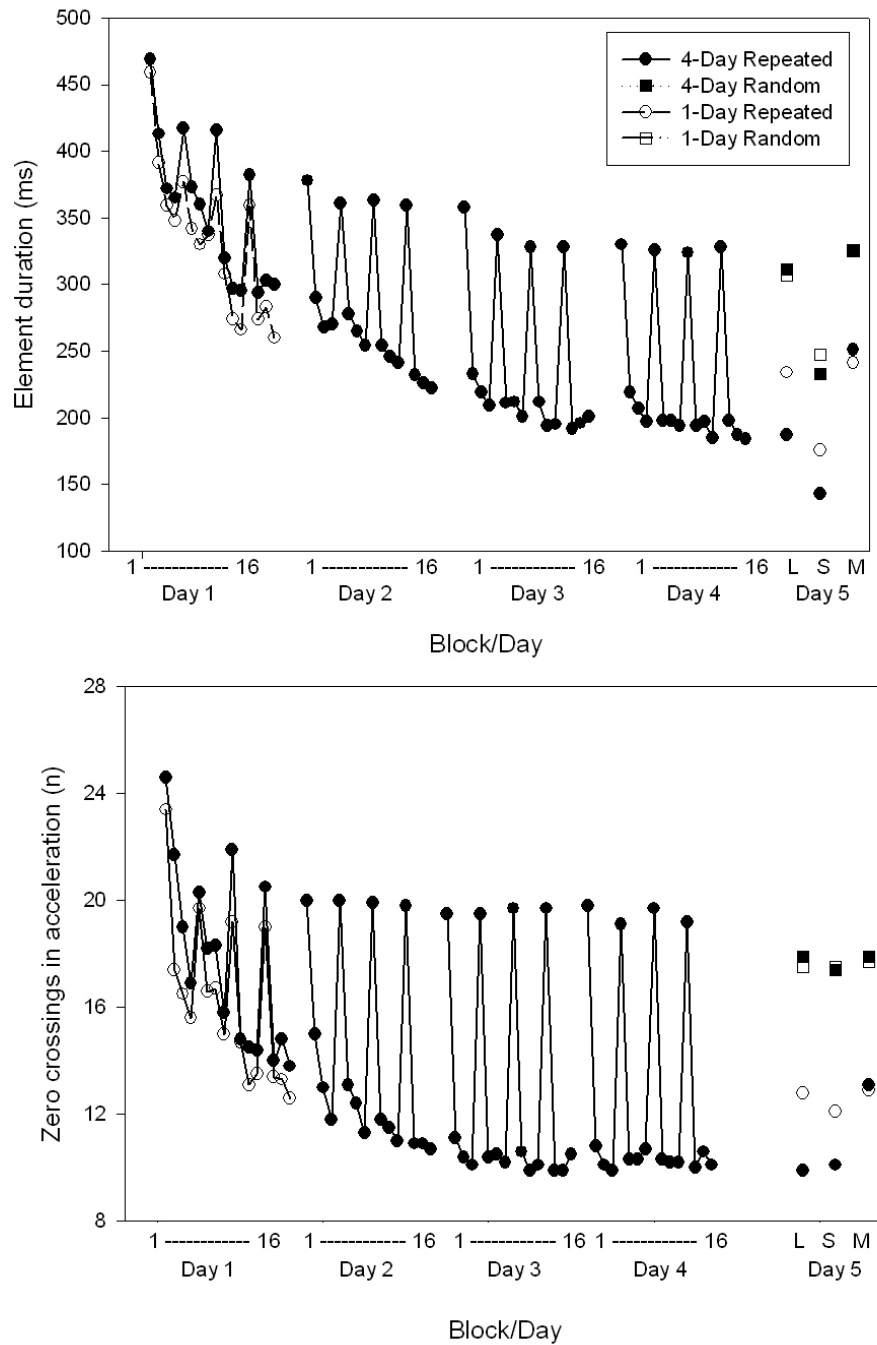 500
450
400
350
300
250
200
150
100
Element duration (ms)
4-Day Repeated
4-Day Random
1-Day Repeated
1-Day Random
1 ------------- 16 1 ------------- 16 1 ------------- 16 1 ------------- 16 L S M
Day 1 Day 2 Day 3 Day 4 Day 5
Block/Day
28
24
20
16
12
8
Zero crossings in acceleration (n)
1 ------------- 16 1 ------------- 16 1 ------------- 16 1 ------------- 16 L S M
Day 1 Day 2 Day 3 Day 4 Day 5
Block/Day